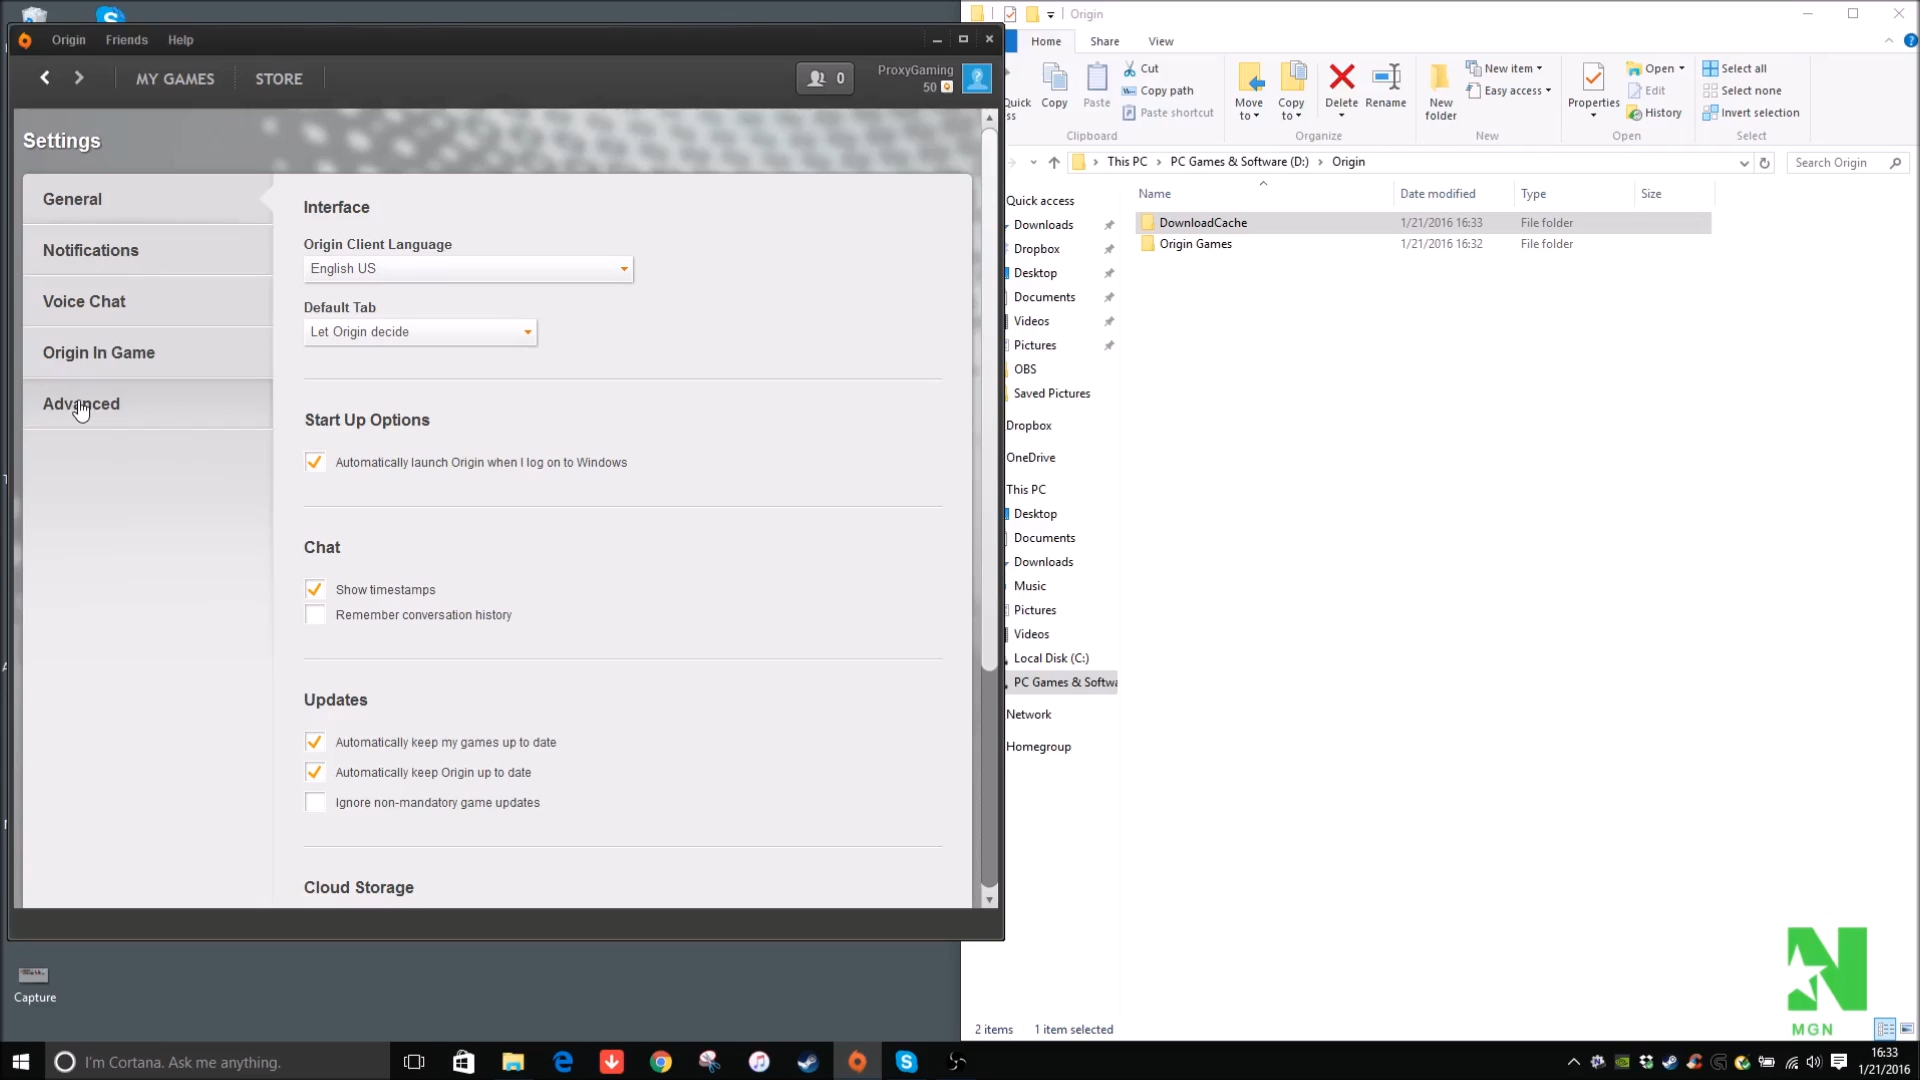 Origin Friends Help
MY GAMES STORE
0
ProxyGaming
50
Settings
General
Notifications
Voice Chat
Origin In Game
Advanced
Interface
Origin Client Language
English US
Default Tab
Let Origin decide
Start Up Options
Automatically launch Origin when I log on to Windows
Chat
Show timestamps
Remember conversation history
Updates
Automatically keep my games up to date
Automatically keep Origin up to date
Ignore non-mandatory game updates
Cloud Storage
Capture
Origin
Home Share View
Quick
Copy
Paste
Cut
Copy path
Paste shortcut
Clipboard
Move to
Copy to
Delete
Rename
Organize
New folder
New item
Easy access
New
Properties
Open
Edit
History
Open
Select all
Select none
Invert selection
Select
This PC > PC Games & Software (D:) > Origin
Search Origin
Name Date modified Type Size
DownloadCache 1/21/2016 16:33 File folder
Origin Games 1/21/2016 16:32 File folder
Quick access
Downloads
Dropbox
Desktop
Documents
Videos
Pictures
OBS
Saved Pictures
Dropbox
OneDrive
This PC
Desktop
Documents
Downloads
Music
Pictures
Videos
Local Disk (C:)
PC Games & Softwa
Network
Homegroup
2 items 1 item selected
N
MGN
I'm Cortana. Ask me anything.
16:33
1/21/2016